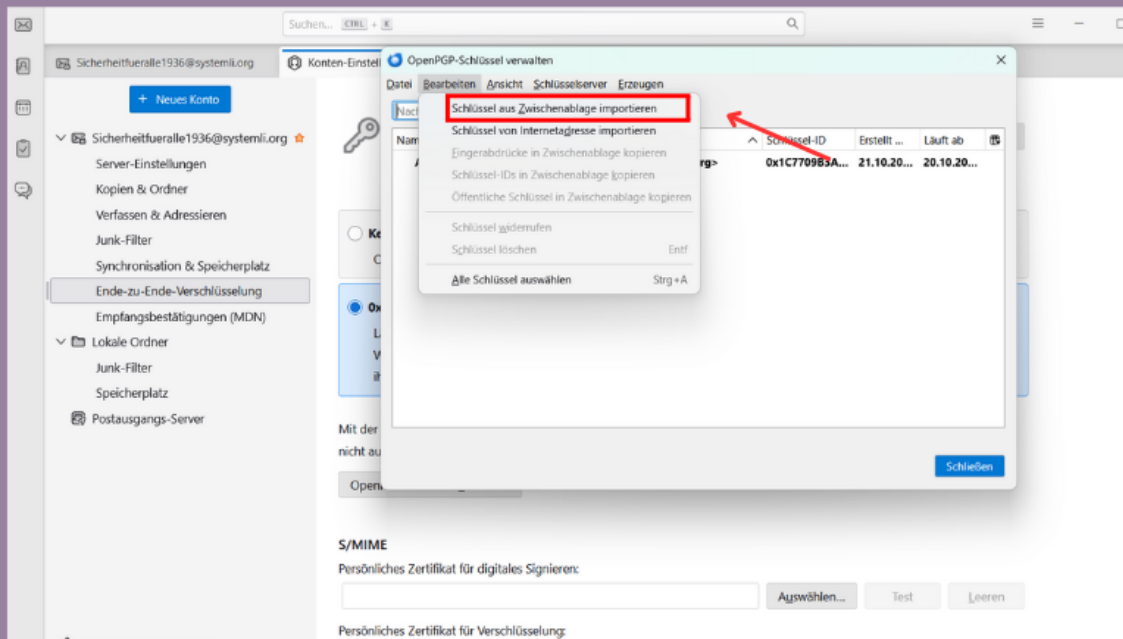 Suchen... CTRL + K
Sicherheitfueralle1936@systemli.org
Konten-Einstell
+ Neues Konto
Sicherheitfueralle1936@systemli.org
Server-Einstellungen
Kopien & Ordner
Verfassen & Adressieren
Junk-Filter
Synchronisation & Speicherplatz
Ende-zu-Ende-Verschlüsselung
Empfangsbestätigungen (MDN)
Lokale Ordner
Junk-Filter
Speicherplatz
Postausgangs-Server
OpenPGP-Schlüssel verwalten
Datei Bearbeiten Ansicht Schlüsselserver Erzeugen
Schlüssel aus Zwischenablage importieren
Schlüssel von Internetadresse importieren
Fingerabdrücke in Zwischenablage kopieren
Schlüssel-IDs in Zwischenablage kopieren
Öffentliche Schlüssel in Zwischenablage kopieren
Schlüssel widerrufen
Schlüssel löschen Entf
Alle Schlüssel auswählen Strg+A
Nam Schlüssel-ID Erstellt ... Läuft ab
rg> 0x1C7709B3A... 21.10.20... 20.10.20...
Schließen
Mit der
nicht au
S/MIME
Persönliches Zertifikat für digitales Signieren:
Auswählen... Test Leeren
Persönliches Zertifikat für Verschlüsselung: